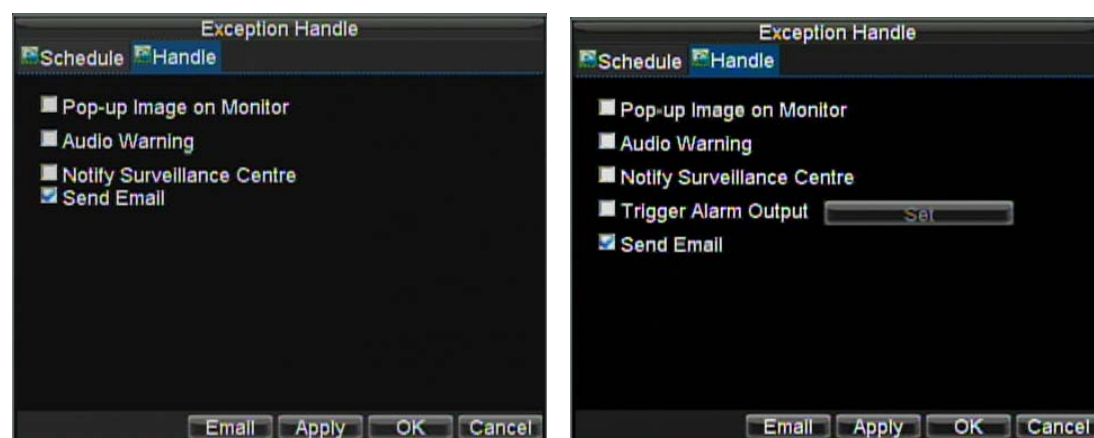 Exception Handle
Schedule Handle
Pop-up Image on Monitor
Audio Warning
Notify Surveillance Centre
Send Email
Email Apply OK Cancel
Exception Handle
Schedule Handle
Pop-up Image on Monitor
Audio Warning
Notify Surveillance Centre
Trigger Alarm Output Set
Send Email
Email Apply OK Cancel